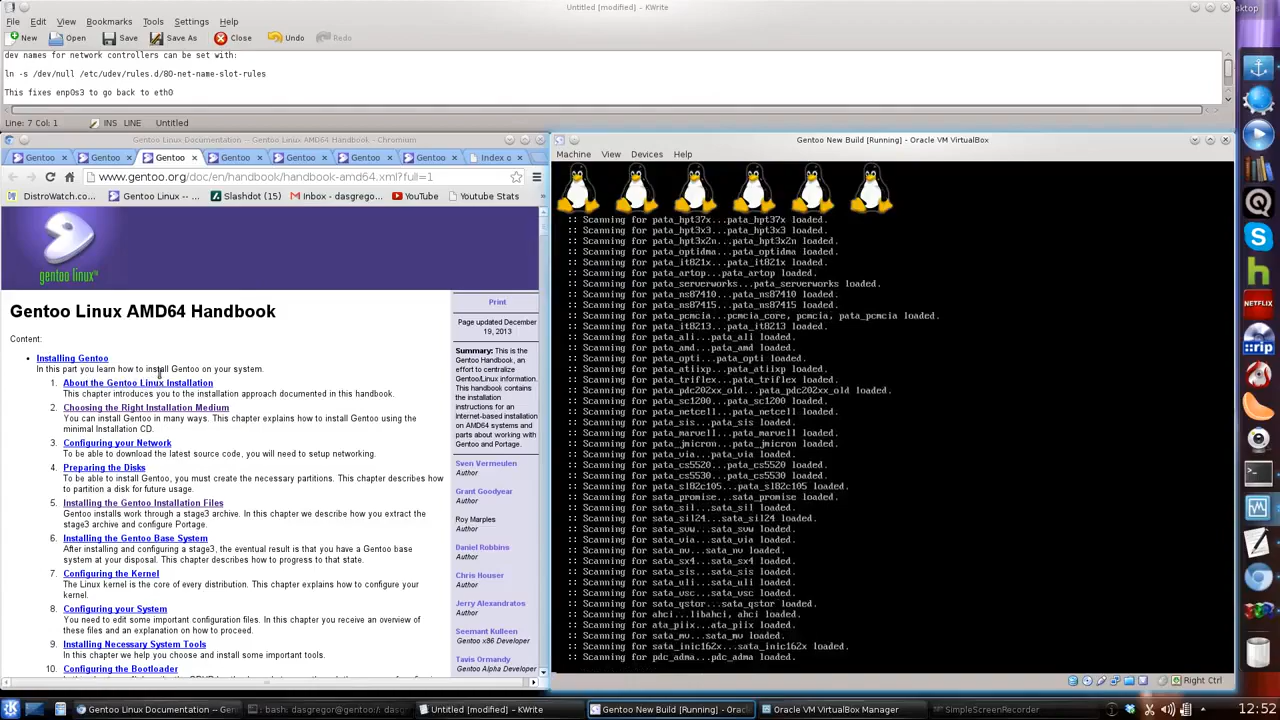 Untitled [modified] - KWrite
sktop
File Edit View Bookmarks Tools Settings Help
New Open Save Save As Close Undo Redo
dev names for network controllers can be set with:
ln -s /dev/null /etc/udev/rules.d/80-net-name-slot-rules
This fixes enp0s3 to go back to eth0
Line: 7 Col: 1 INS LINE Untitled
Gentoo Linux Documentation -- Gentoo Linux AMD64 Handbook - Chromium
Gentoo Gentoo Gentoo Gentoo Gentoo Gentoo Gentoo Index o
www.gentoo.org/doc/en/handbook/handbook-amd64.xml?full=1
DistroWatch.co... Gentoo Linux -- ... Slashdot (18) Inbox - dasgrego... YouTube Youtube Stats
gentoo linux™
Gentoo Linux AMD64 Handbook
Content:
Installing Gentoo
In this part you learn how to install Gentoo on your system.
1. About the Gentoo Linux Installation
This chapter introduces you to the installation approach documented in this handbook.
2. Choosing the Right Installation Medium
You can install Gentoo in many ways. This chapter explains how to install Gentoo using the
minimal Installation CD.
3. Configuring your Network
To be able to download the latest source code, you will need to setup networking.
4. Preparing the Disks
To be able to install Gentoo, you must create the necessary partitions. This chapter describes how
to partition a disk for future usage.
5. Installing the Gentoo Installation Files
Gentoo installs work through a stage3 archive. In this chapter we describe how you extract the
stage3 archive and configure Portage.
6. Installing the Gentoo Base System
After installing and configuring a stage3, the eventual result is that you have a Gentoo base
system at your disposal. This chapter describes how to progress to that state.
7. Configuring the Kernel
The Linux kernel is the core of every distribution. This chapter explains how to configure your
kernel.
8. Configuring your System
You need to edit some important configuration files. In this chapter you receive an overview of
these files and an explanation on how to proceed.
9. Installing Necessary System Tools
In this chapter we help you choose and install some important tools.
10. Configuring the Bootloader
Print
Page updated December
19, 2013
Summary: This is the
Gentoo Handbook, an
effort to centralize
Gentoo/Linux information.
This handbook contains
the installation
instructions for an
Internet-based installation
on AMD64 systems and
parts about working with
Gentoo and Portage.
Sven Vermeulen
Author
Grant Goodyear
Author
Roy Marples
Author
Daniel Robbins
Author
Chris Houser
Author
Jerry Alexandratos
Author
Seemant Kulleen
Gentoo x86 Developer
Tavis Ormandy
Gentoo Alpha Developer
Gentoo New Build [Running] - Oracle VM VirtualBox
Machine View Devices Help
:: Scanning for pata_hpt37x...pata_hpt37x loaded.
:: Scanning for pata_hpt3x3...pata_hpt3x3 loaded.
:: Scanning for pata_hpt3x2n...pata_hpt3x2n loaded.
:: Scanning for pata_optidma...pata_optidma loaded.
:: Scanning for pata_it821x...pata_it821x loaded.
:: Scanning for pata_artop...pata_artop loaded.
:: Scanning for pata_serverworks...pata_serverworks loaded.
:: Scanning for pata_ns87410...pata_ns87410 loaded.
:: Scanning for pata_ns87415...pata_ns87415 loaded.
:: Scanning for pata_pcmcia...pcmcia_core, pcmcia, pata_pcmcia loaded.
:: Scanning for pata_it8213...pata_it8213 loaded.
:: Scanning for pata_ali...pata_ali loaded.
:: Scanning for pata_amd...pata_amd loaded.
:: Scanning for pata_opti...pata_opti loaded.
:: Scanning for pata_atiixp...pata_atiixp loaded.
:: Scanning for pata_triflex...pata_triflex loaded.
:: Scanning for pata_pdc202xx_old...pata_pdc202xx_old loaded.
:: Scanning for pata_sc1200...pata_sc1200 loaded.
:: Scanning for pata_netcell...pata_netcell loaded.
:: Scanning for pata_sis...pata_sis loaded.
:: Scanning for pata_marvell...pata_marvell loaded.
:: Scanning for pata_jmicron...pata_jmicron loaded.
:: Scanning for pata_via...pata_via loaded.
:: Scanning for pata_cs5520...pata_cs5520 loaded.
:: Scanning for pata_cs5530...pata_cs5530 loaded.
:: Scanning for pata_sl82c105...pata_sl82c105 loaded.
:: Scanning for sata_promise...sata_promise loaded.
:: Scanning for sata_sil...sata_sil loaded.
:: Scanning for sata_sil24...sata_sil24 loaded.
:: Scanning for sata_svw...sata_svw loaded.
:: Scanning for sata_via...sata_via loaded.
:: Scanning for sata_nv...sata_nv loaded.
:: Scanning for sata_sx4...sata_sx4 loaded.
:: Scanning for sata_sis...sata_sis loaded.
:: Scanning for sata_uli...sata_uli loaded.
:: Scanning for sata_vsc...sata_vsc loaded.
:: Scanning for sata_qstor...sata_qstor loaded.
:: Scanning for ahci...libahci, ahci loaded.
:: Scanning for ata_piix...ata_piix loaded.
:: Scanning for sata_mv...sata_mv loaded.
:: Scanning for sata_inic162x...sata_inic162x loaded.
:: Scanning for pdc_adma...pdc_adma loaded.
Right Ctrl
NETFLIX
::rip
Gentoo Linux Documentation -- Gen bash: dasgregor@gentoo/: das Untitled [modified] - KWrite Gentoo New Build [Running] - Orac Oracle VM VirtualBox Manager SimpleScreenRecorder 12:52